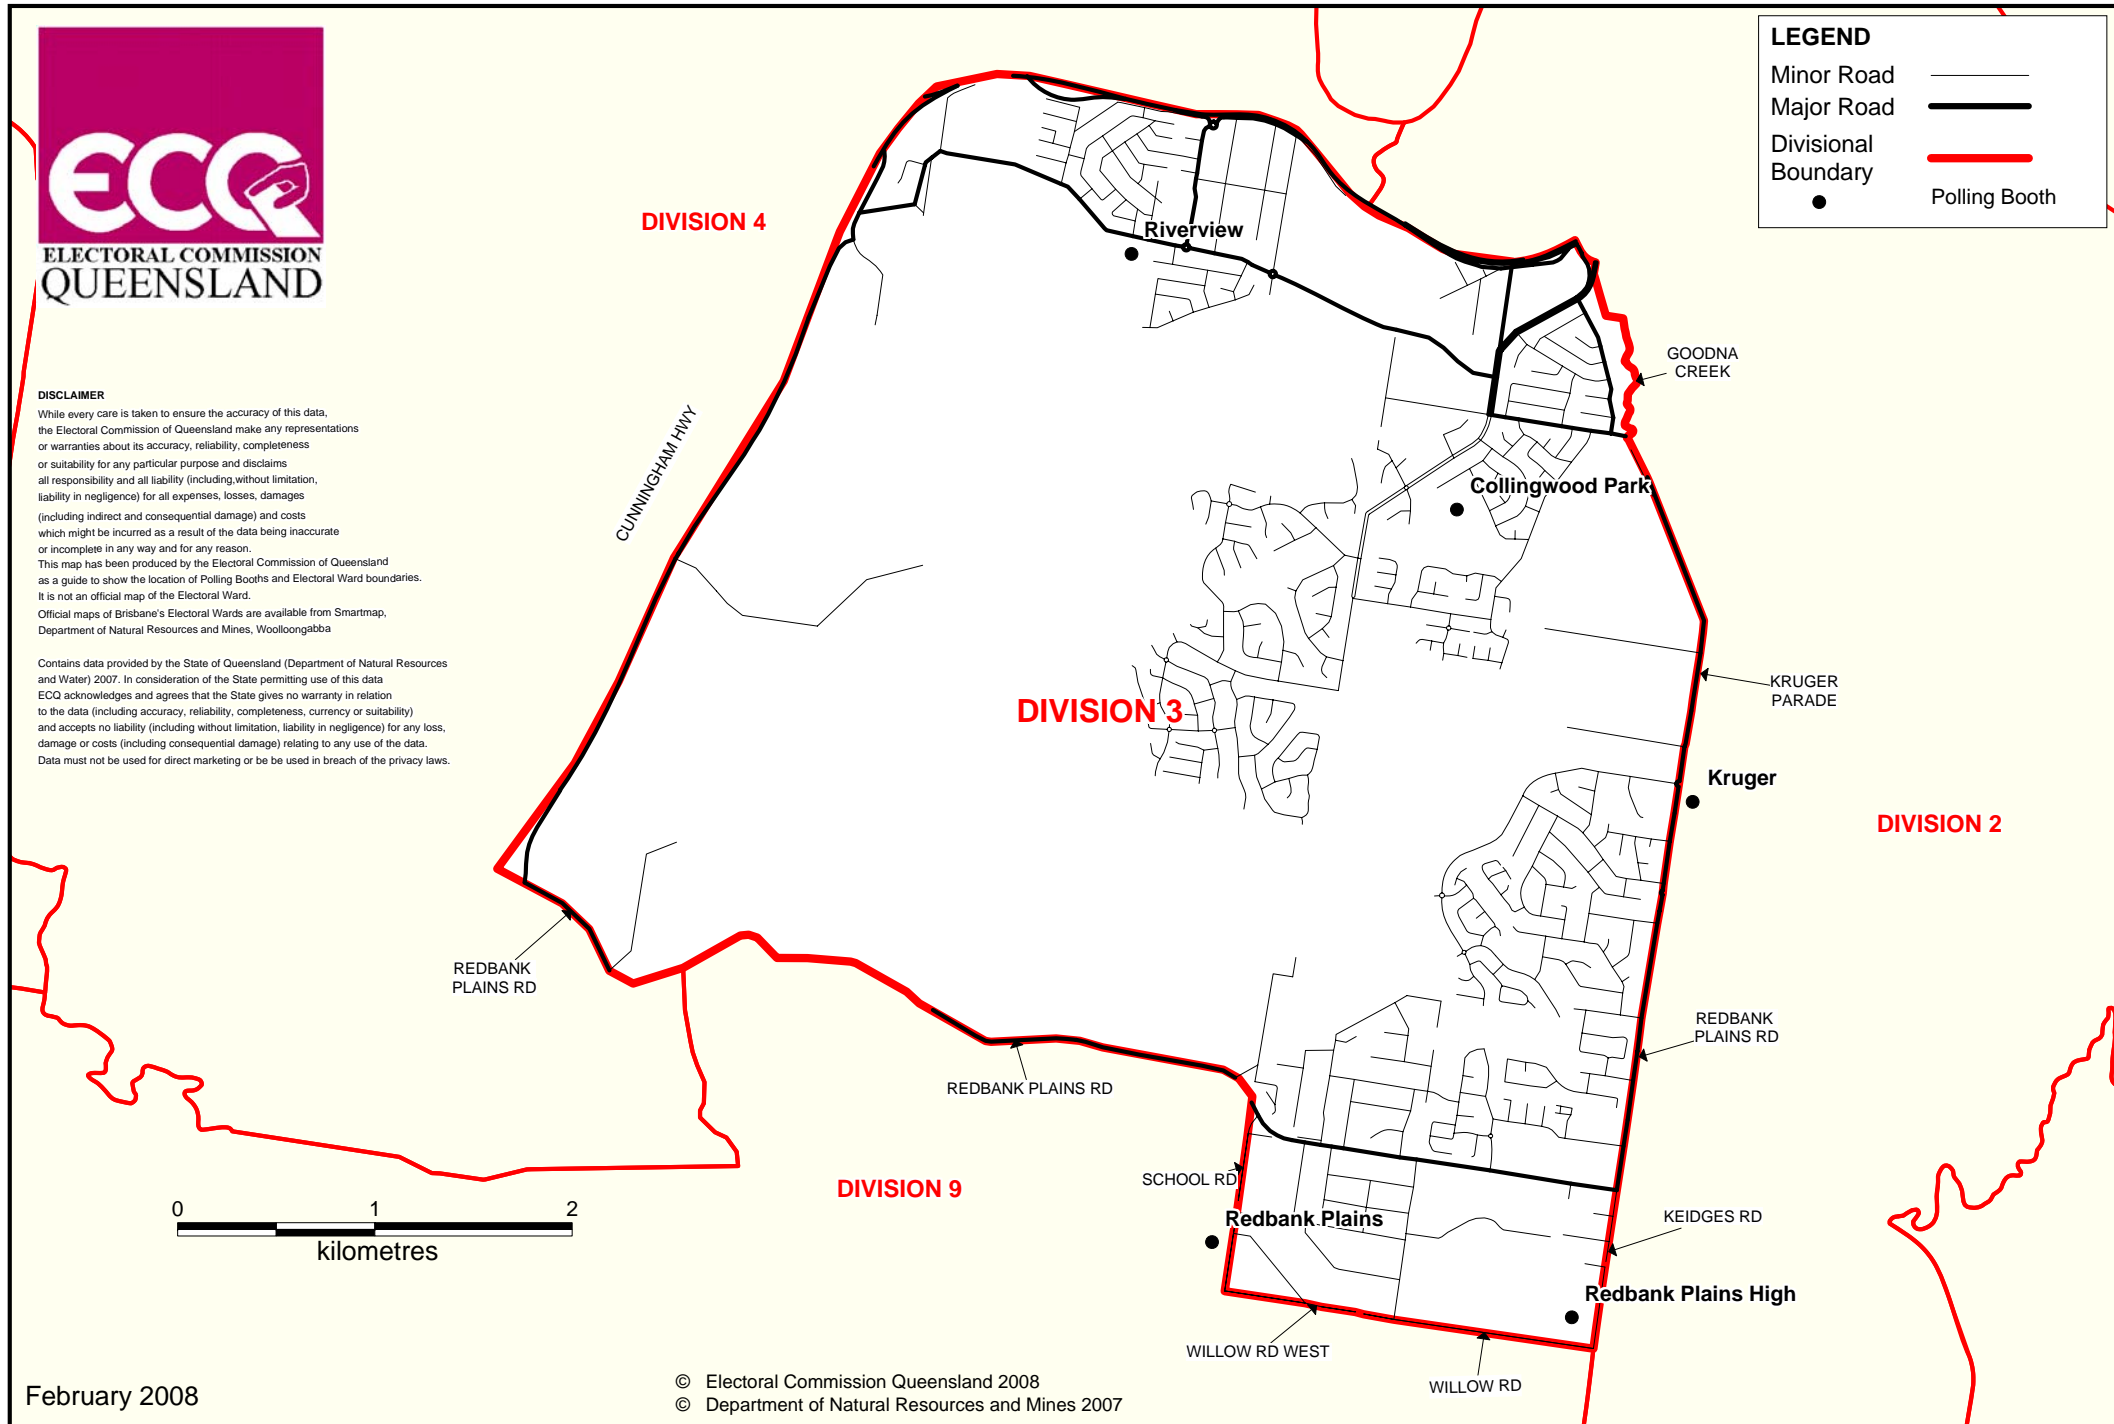 ECQ
ELECTORAL COMMISSION
QUEENSLAND
LEGEND
Minor Road
Major Road
Divisional
Boundary
Polling Booth
DIVISION 4
Riverview
GOODNA
CREEK
DISCLAIMER
While every care is taken to ensure the accuracy of this data,
the Electoral Commission of Queensland make any representations
or warranties about its accuracy, reliability, completeness
or suitability for any particular purpose and disclaims
all responsibility and all liability (including,without limitation,
liability in negligence) for all expenses, losses, damages
(including indirect and consequential damage) and costs
which might be incurred as a result of the data being inaccurate
or incomplete in any way and for any reason.
This map has been produced by the Electoral Commission of Queensland
as a guide to show the location of Polling Booths and Electoral Ward boundaries.
It is not an official map of the Electoral Ward.
Official maps of Brisbane's Electoral Wards are available from Smartmap,
Department of Natural Resources and Mines, Woolloongabba
Contains data provided by the State of Queensland (Department of Natural Resources
and Water) 2007. In consideration of the State permitting use of this data
ECQ acknowledges and agrees that the State gives no warranty in relation
to the data (including accuracy, reliability, completeness, currency or suitability)
and accepts no liability (including without limitation, liability in negligence) for any loss,
damage or costs (including consequential damage) relating to any use of the data.
Data must not be used for direct marketing or be be used in breach of the privacy laws.
CUNNINGHAM HWY
Collingwood Park
DIVISION 3
KRUGER
PARADE
Kruger
DIVISION 2
REDBANK
PLAINS RD
REDBANK
PLAINS RD
REDBANK PLAINS RD
SCHOOL RD
DIVISION 9
Redbank Plains
KEIDGES RD
Redbank Plains High
WILLOW RD WEST
WILLOW RD
0 1 2
kilometres
February 2008
© Electoral Commission Queensland 2008
© Department of Natural Resources and Mines 2007